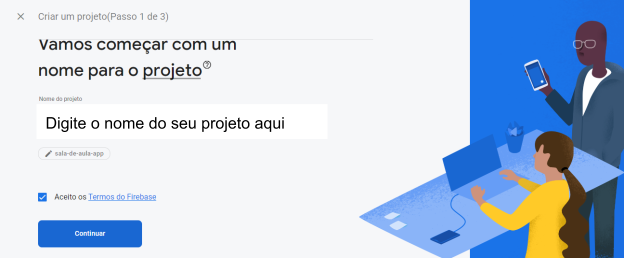 Criar um projeto(Passo 1 de 3)
Vamos começar com um
nome para o projeto
Nome do projeto
Digite o nome do seu projeto aqui
sala-de-aula-app
Aceito os Termos do Firebase
Continuar